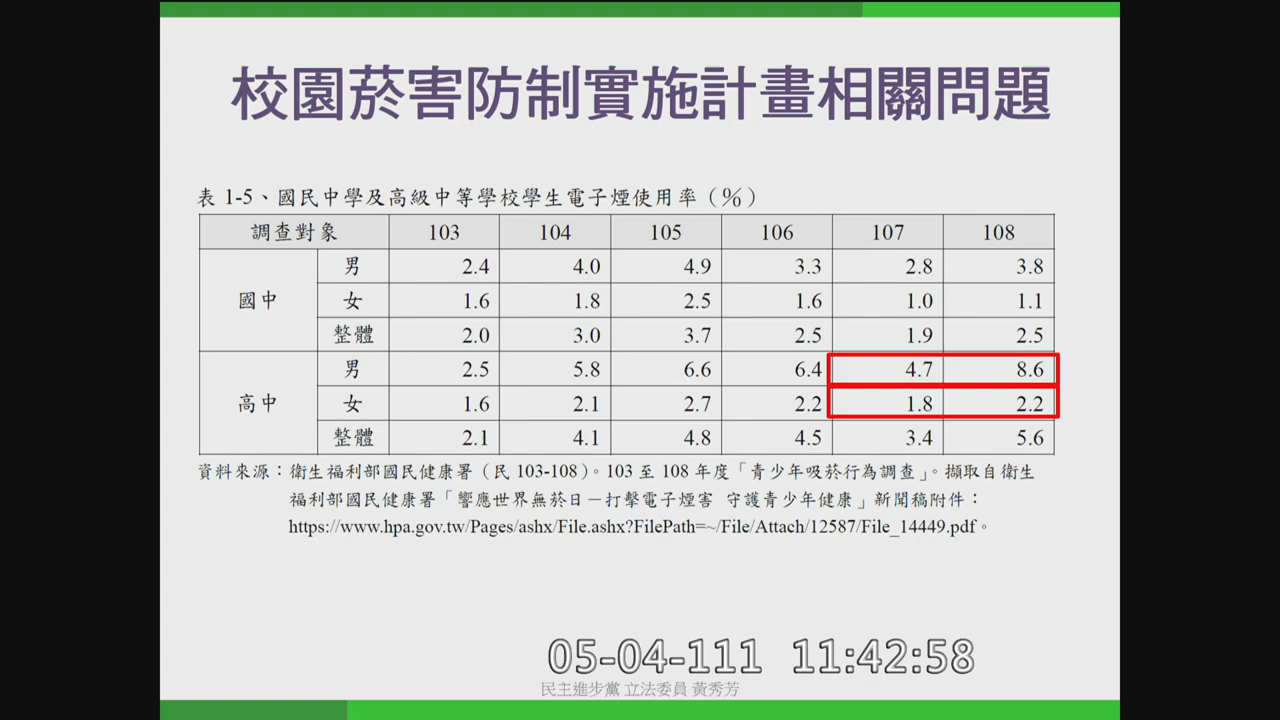 校園菸害防制實施計畫相關問題
表 1-5、國民中學及高級中等學校學生電子煙使用率（%）
調查對象 103 104 105 106 107 108
國中 男 2.4 4.0 4.9 3.3 2.8 3.8
女 1.6 1.8 2.5 1.6 1.0 1.1
整體 2.0 3.0 3.7 2.5 1.9 2.5
高中 男 2.5 5.8 6.6 6.4 4.7 8.6
女 1.6 2.1 2.7 2.2 1.8 2.2
整體 2.1 4.1 4.8 4.5 3.4 5.6
資料來源：衛生福利部國民健康署（民 103-108）。103 至 108 年度「青少年吸菸行為調查」。擷取自衛生
福利部國民健康署「響應世界無菸日－打擊電子煙害 守護青少年健康」新聞稿附件：
https://www.hpa.gov.tw/Pages/ashx/File.ashx?FilePath=~/File/Attach/12587/File_14449.pdf。
05-04-111 11:42:58
民主進步黨 立法委員 黃秀芳